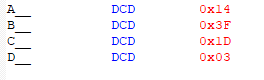 A__ DCD 0x14
B__ DCD 0x3F
C__ DCD 0x1D
D__ DCD 0x03